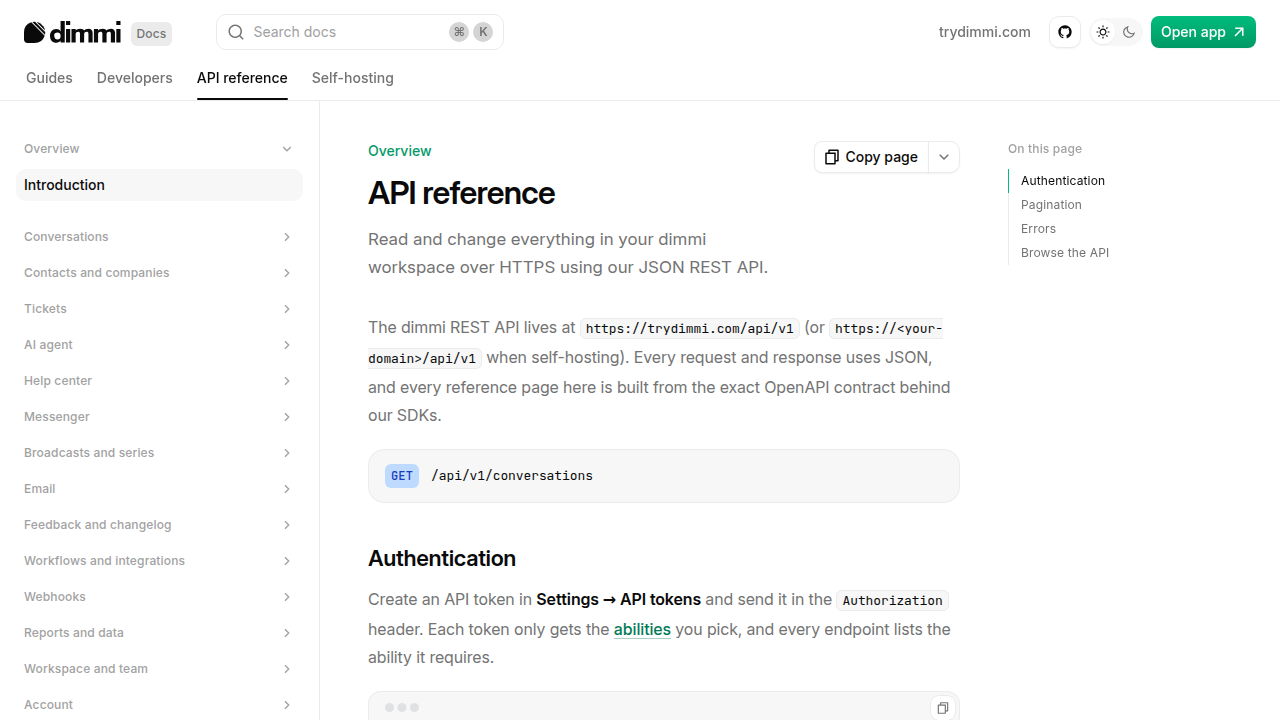 dimmi Docs
Search docs ⌘ K
trydimmi.com
Open app
Guides Developers API reference Self-hosting
Overview
Introduction
Conversations
Contacts and companies
Tickets
AI agent
Help center
Messenger
Broadcasts and series
Email
Feedback and changelog
Workflows and integrations
Webhooks
Reports and data
Workspace and team
Account
Overview
Copy page
API reference
Read and change everything in your dimmi
workspace over HTTPS using our JSON REST API.
The dimmi REST API lives at https://trydimmi.com/api/v1 (or https://<your-
domain>/api/v1 when self-hosting). Every request and response uses JSON,
and every reference page here is built from the exact OpenAPI contract behind
our SDKs.
GET /api/v1/conversations
Authentication
Create an API token in Settings → API tokens and send it in the Authorization
header. Each token only gets the abilities you pick, and every endpoint lists the
ability it requires.
On this page
Authentication
Pagination
Errors
Browse the API